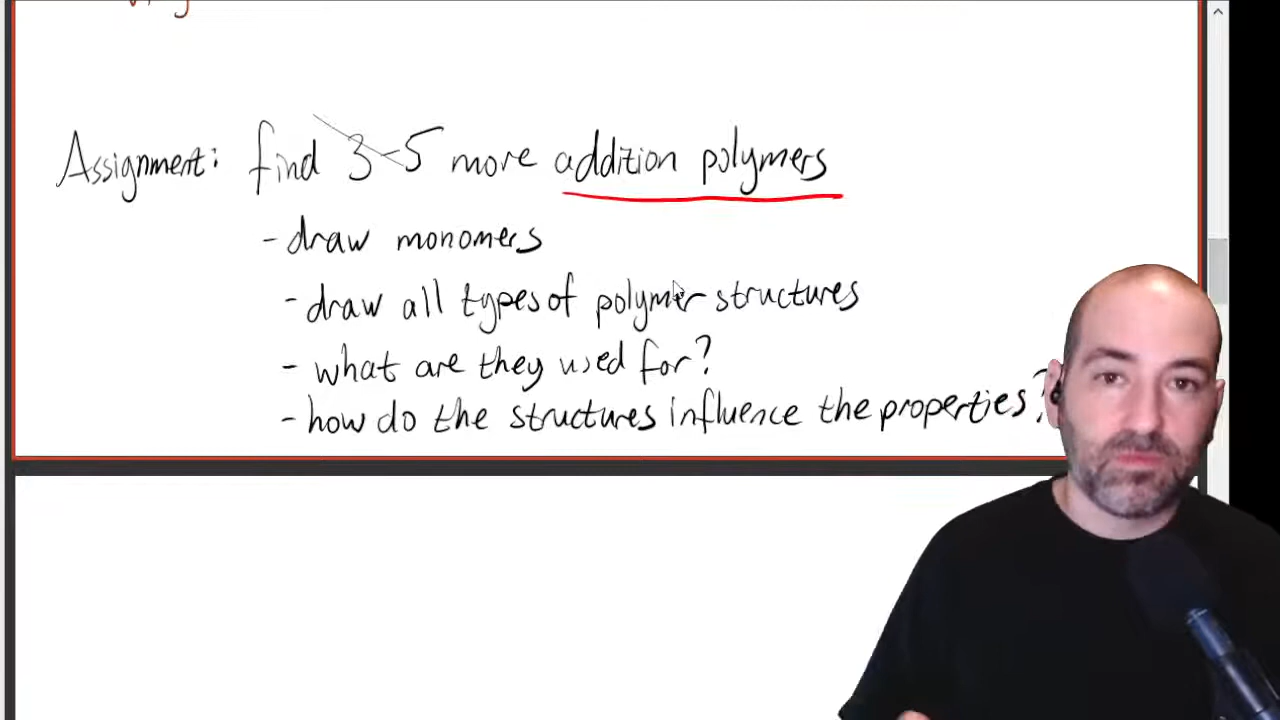 Assignment: find 3-5 more addition polymers
- draw monomers
- draw all types of polymer structures
- what are they used for?
- how do the structures influence the properties?